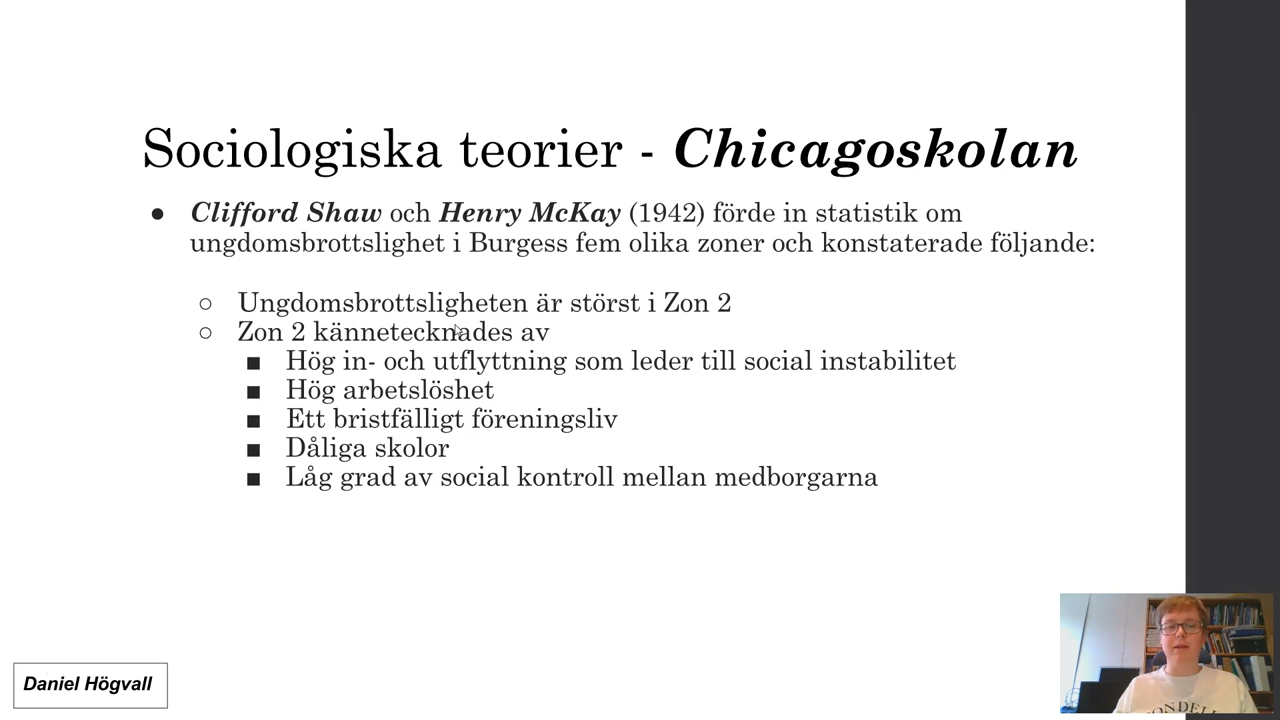 Sociologiska teorier - Chicagoskolan
● Clifford Shaw och Henry McKay (1942) förde in statistik om
ungdomsbrottslighet i Burgess fem olika zoner och konstaterade följande:
○ Ungdomsbrottsligheten är störst i Zon 2
○ Zon 2 kännetecknades av
■ Hög in- och utflyttning som leder till social instabilitet
■ Hög arbetslöshet
■ Ett bristfälligt föreningsliv
■ Dåliga skolor
■ Låg grad av social kontroll mellan medborgarna
Daniel Högvall